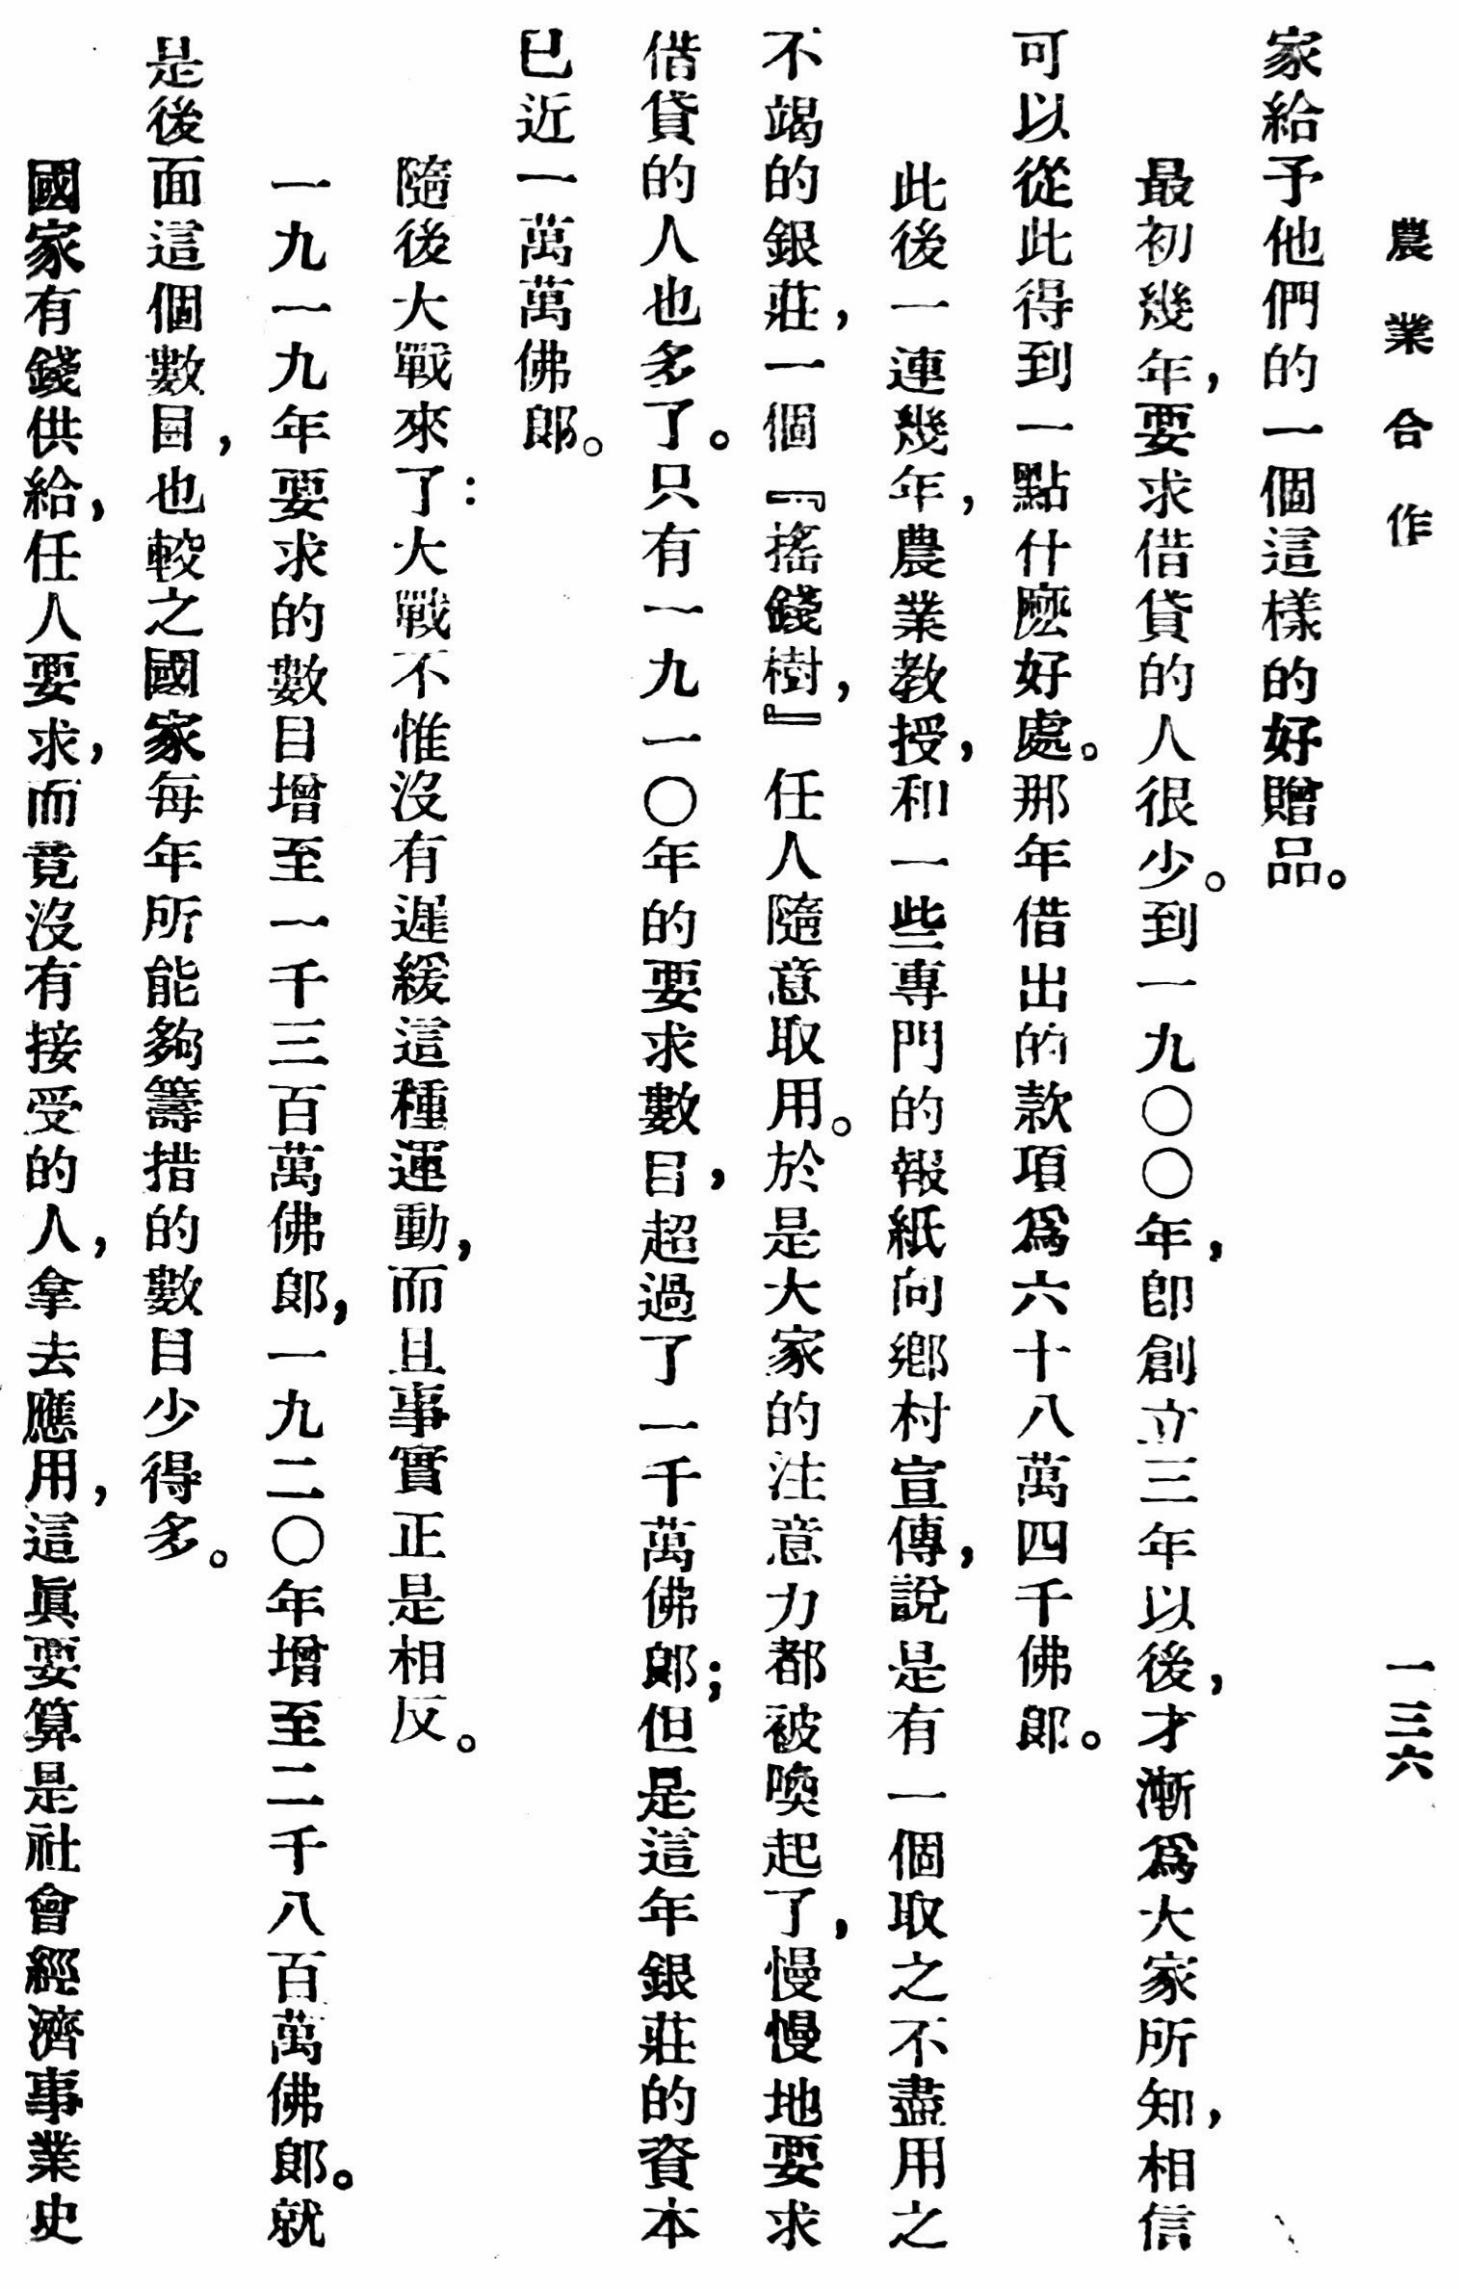 農業合作
一三六
家給予他們的一個這樣的好贈品。
最初幾年，要求借貸的人很少。到一九〇〇年，卽創立三年以後，才漸爲大家所知，相信
可以從此得到一點什麼好處。那年借出的款項爲六十八萬四千佛郎。
此後一連幾年，農業教授，和一些專門的報紙向鄉村宣傳，說是有一個取之不盡用之
不竭的銀莊，一個『搖錢樹，』任人隨意取用。於是大家的注意力都被喚起了，慢慢地要求
借貸的人也多了。只有一九一〇年的要求數目，超過了一千萬佛郎；但是這年銀莊的資本
已近一萬萬佛郎。
隨後大戰來了：大戰不惟沒有遲緩這種運動，而且事實正是相反。
一九一九年要求的數目增至一千三百萬佛郎，一九二〇年增至二千八百萬佛郎。就
是後面這個數目，也較之國家每年所能夠籌措的數目少得多。
國家有錢供給，任人要求，而竟沒有接受的人，拿去應用，這眞要算是社會經濟事業史